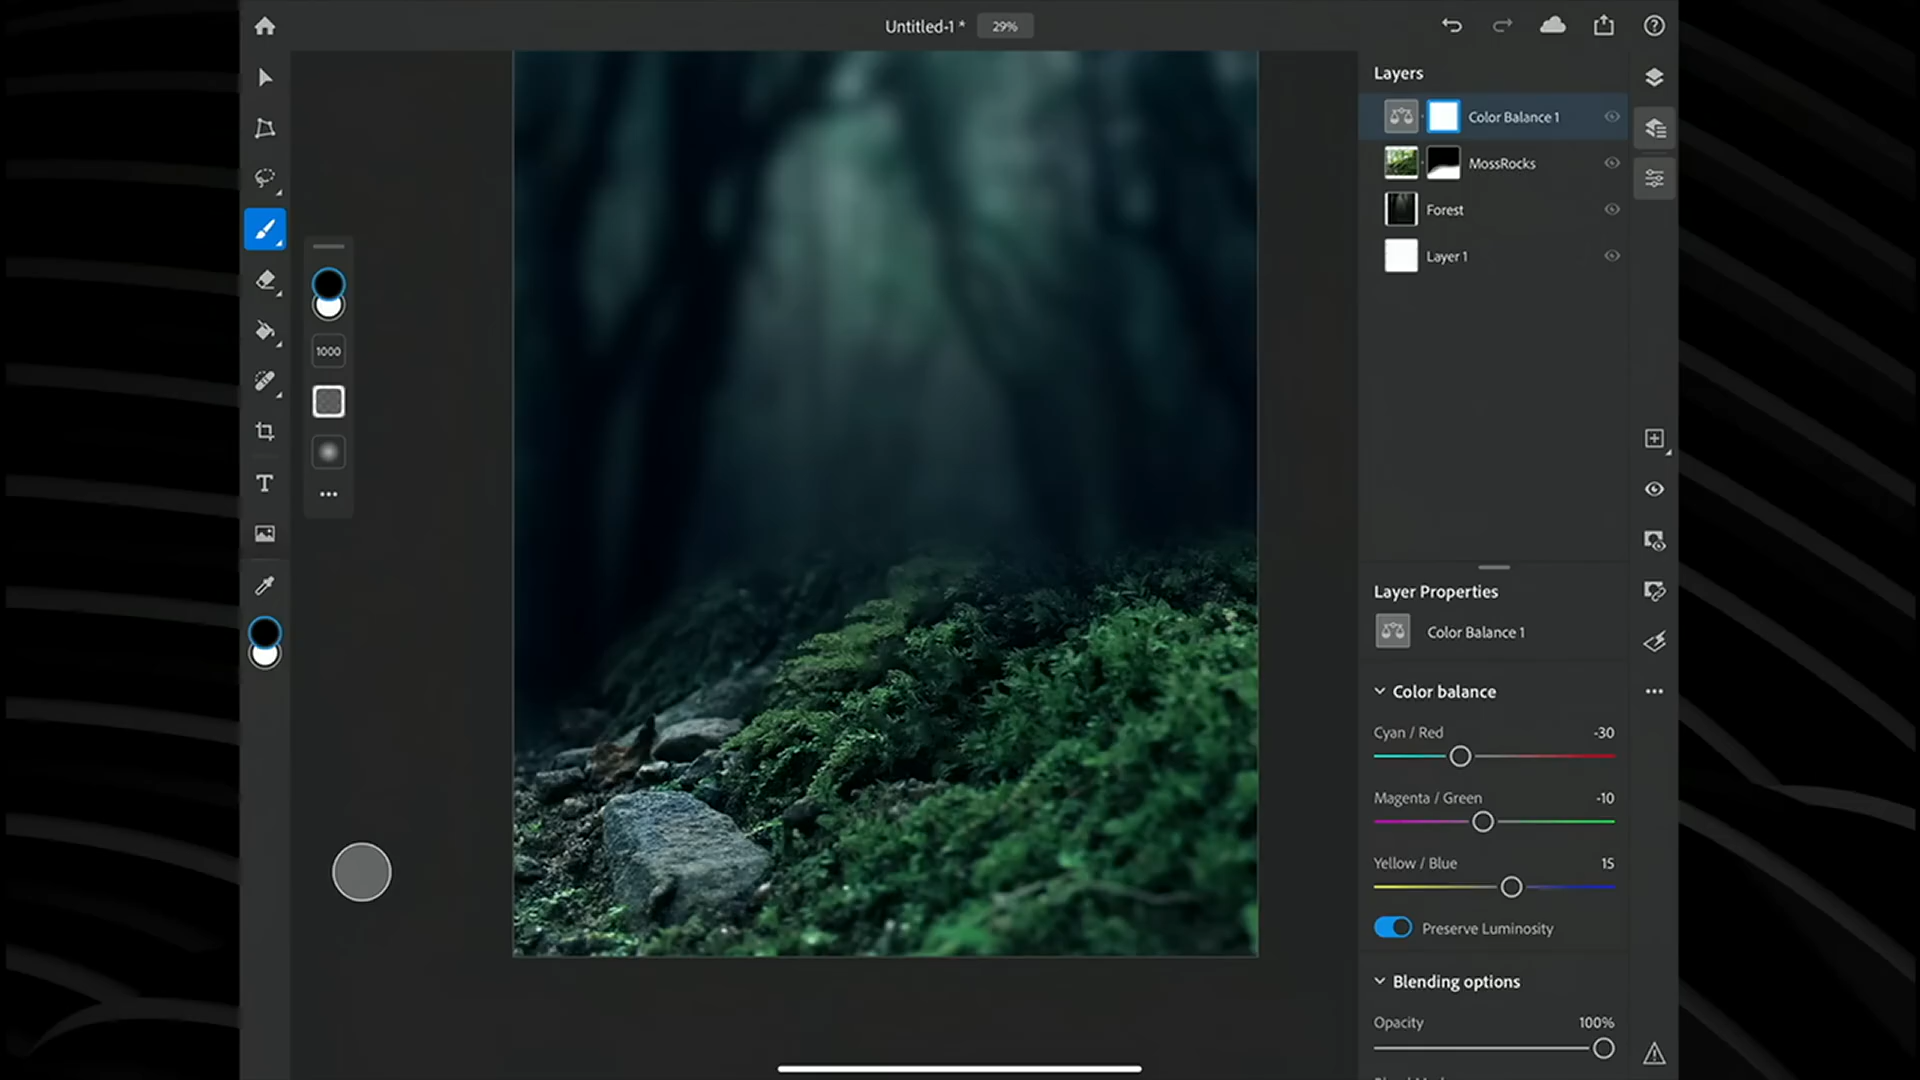 Untitled-1 *
29%
Layers
Color Balance 1
MossRocks
Forest
Layer 1
1000
T
Layer Properties
Color Balance 1
Color balance
Cyan / Red
-30
Magenta / Green
-10
Yellow / Blue
15
Preserve Luminosity
Blending options
Opacity
100%